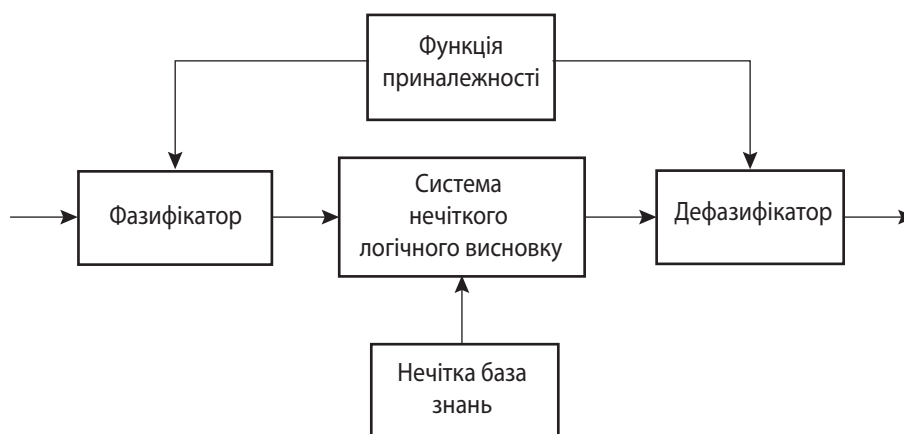 Функція
приналежності
Фазифікатор
Система
нечіткого
логічного висновку
Дефазифікатор
Нечітка база
знань